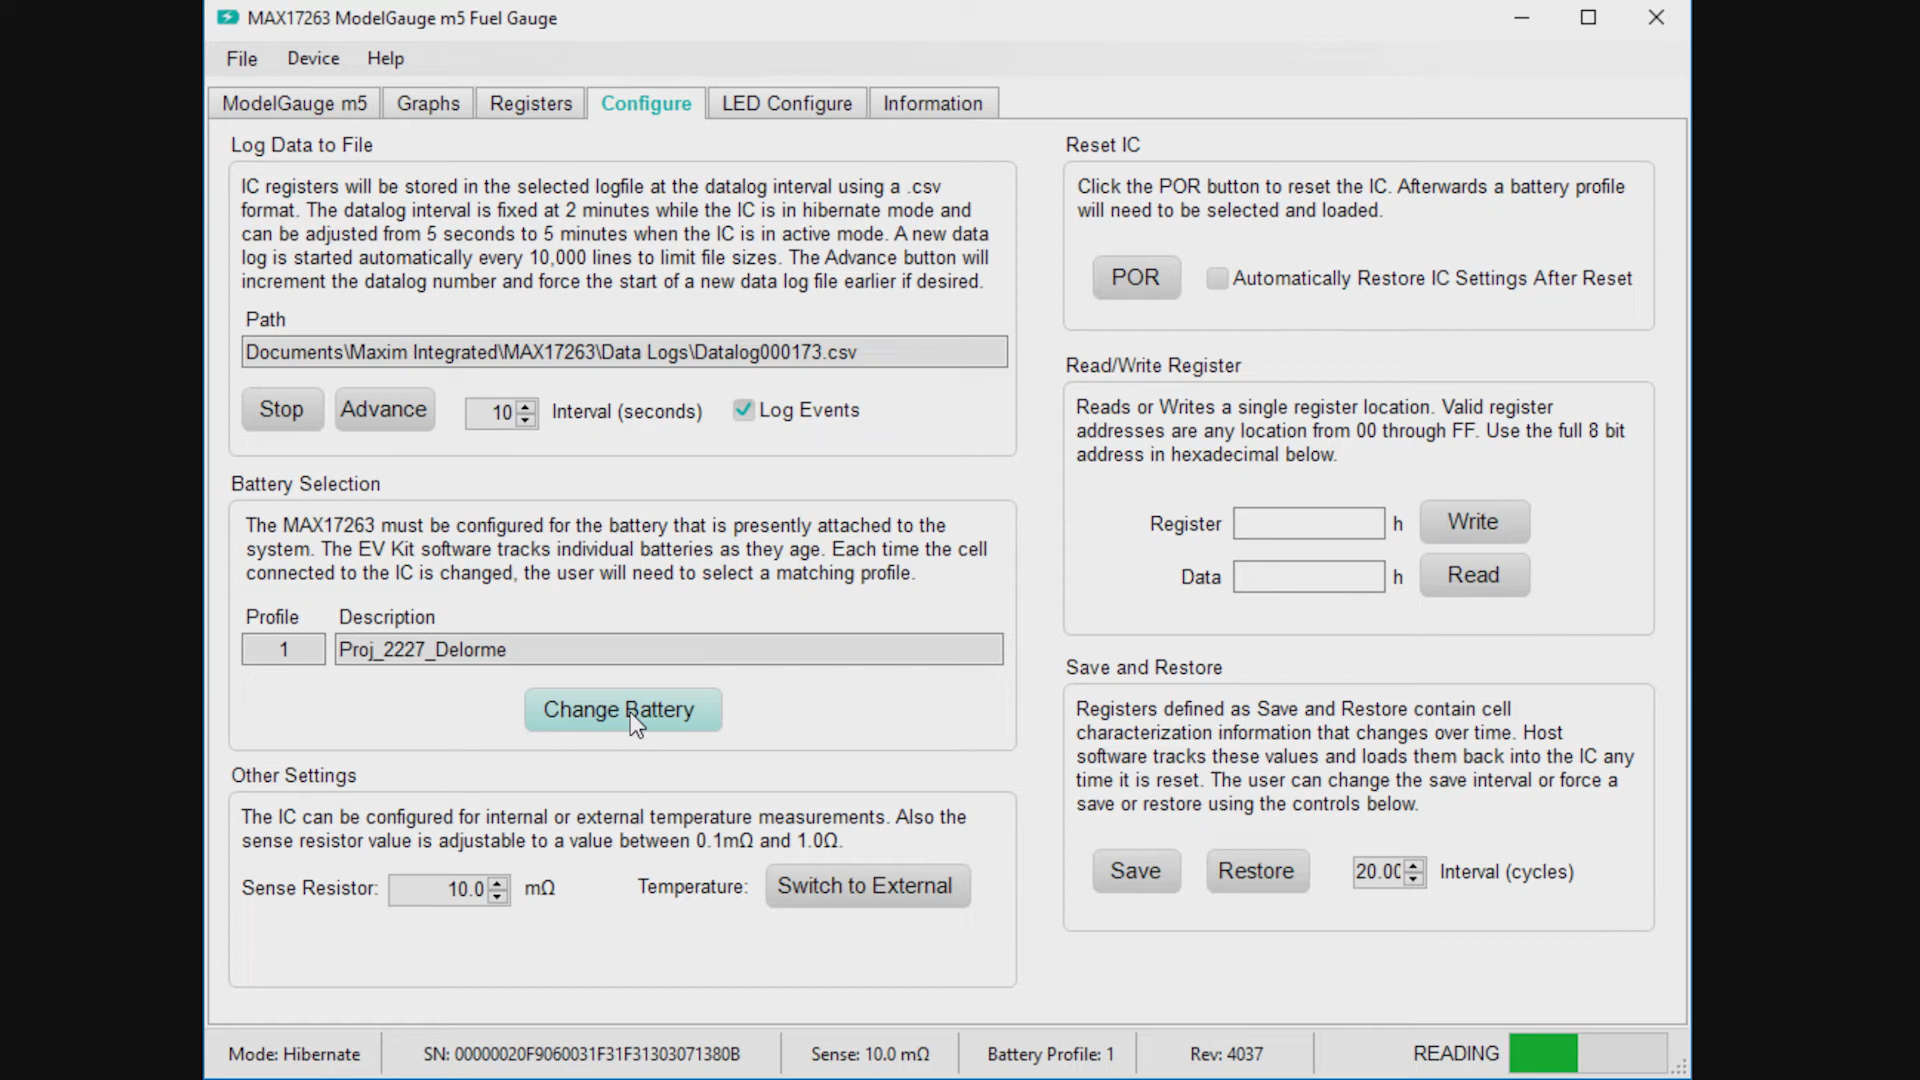 MAX17263 ModelGauge m5 Fuel Gauge
File Device Help
ModelGauge m5 Graphs Registers Configure LED Configure Information
Log Data to File
IC registers will be stored in the selected logfile at the datalog interval using a .csv
format. The datalog interval is fixed at 2 minutes while the IC is in hibernate mode and
can be adjusted from 5 seconds to 5 minutes when the IC is in active mode. A new data
log is started automatically every 10,000 lines to limit file sizes. The Advance button will
increment the datalog number and force the start of a new data log file earlier if desired.
Path
Documents\Maxim Integrated\MAX17263\Data Logs\Datalog000173.csv
Stop Advance 10 Interval (seconds) Log Events
Battery Selection
The MAX17263 must be configured for the battery that is presently attached to the
system. The EV Kit software tracks individual batteries as they age. Each time the cell
connected to the IC is changed, the user will need to select a matching profile.
Profile Description
1 Proj_2227_Delorme
Change Battery
Other Settings
The IC can be configured for internal or external temperature measurements. Also the
sense resistor value is adjustable to a value between 0.1mΩ and 1.0Ω.
Sense Resistor: 10.0 mΩ Temperature: Switch to External
Reset IC
Click the POR button to reset the IC. Afterwards a battery profile
will need to be selected and loaded.
POR Automatically Restore IC Settings After Reset
Read/Write Register
Reads or Writes a single register location. Valid register
addresses are any location from 00 through FF. Use the full 8 bit
address in hexadecimal below.
Register h Write
Data h Read
Save and Restore
Registers defined as Save and Restore contain cell
characterization information that changes over time. Host
software tracks these values and loads them back into the IC any
time it is reset. The user can change the save interval or force a
save or restore using the controls below.
Save Restore 20.00 Interval (cycles)
Mode: Hibernate SN: 00000020F9060031F31F31303071380B Sense: 10.0 mΩ Battery Profile: 1 Rev: 4037 READING